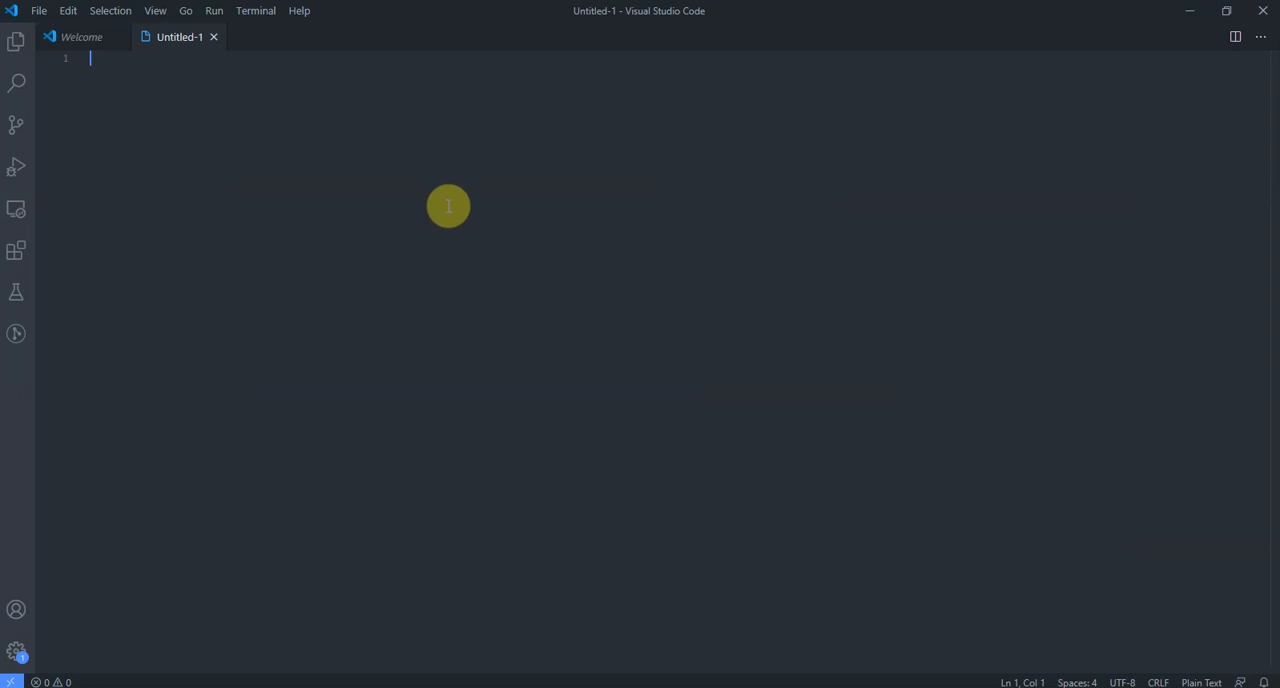 File Edit Selection View Go Run Terminal Help Untitled-1 - Visual Studio Code
Welcome Untitled-1
1
1
0 0 Ln 1, Col 1 Spaces: 4 UTF-8 CRLF Plain Text